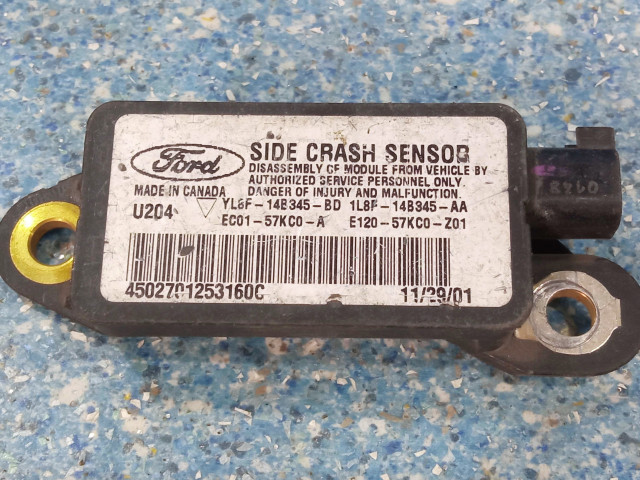 Ford
SIDE CRASH SENSOR
DISASSEMBLY OF MODULE FROM VEHICLE BY
AUTHORIZED SERVICE PERSONNEL ONLY.
DANGER OF INJURY AND MALFUNCTION.
MADE IN CANADA
U204 YL8F-14B345-BD 1L8F-14B345-AA
EC01-57KC0-A E120-57KC0-Z01
4502701253160C 11/29/01